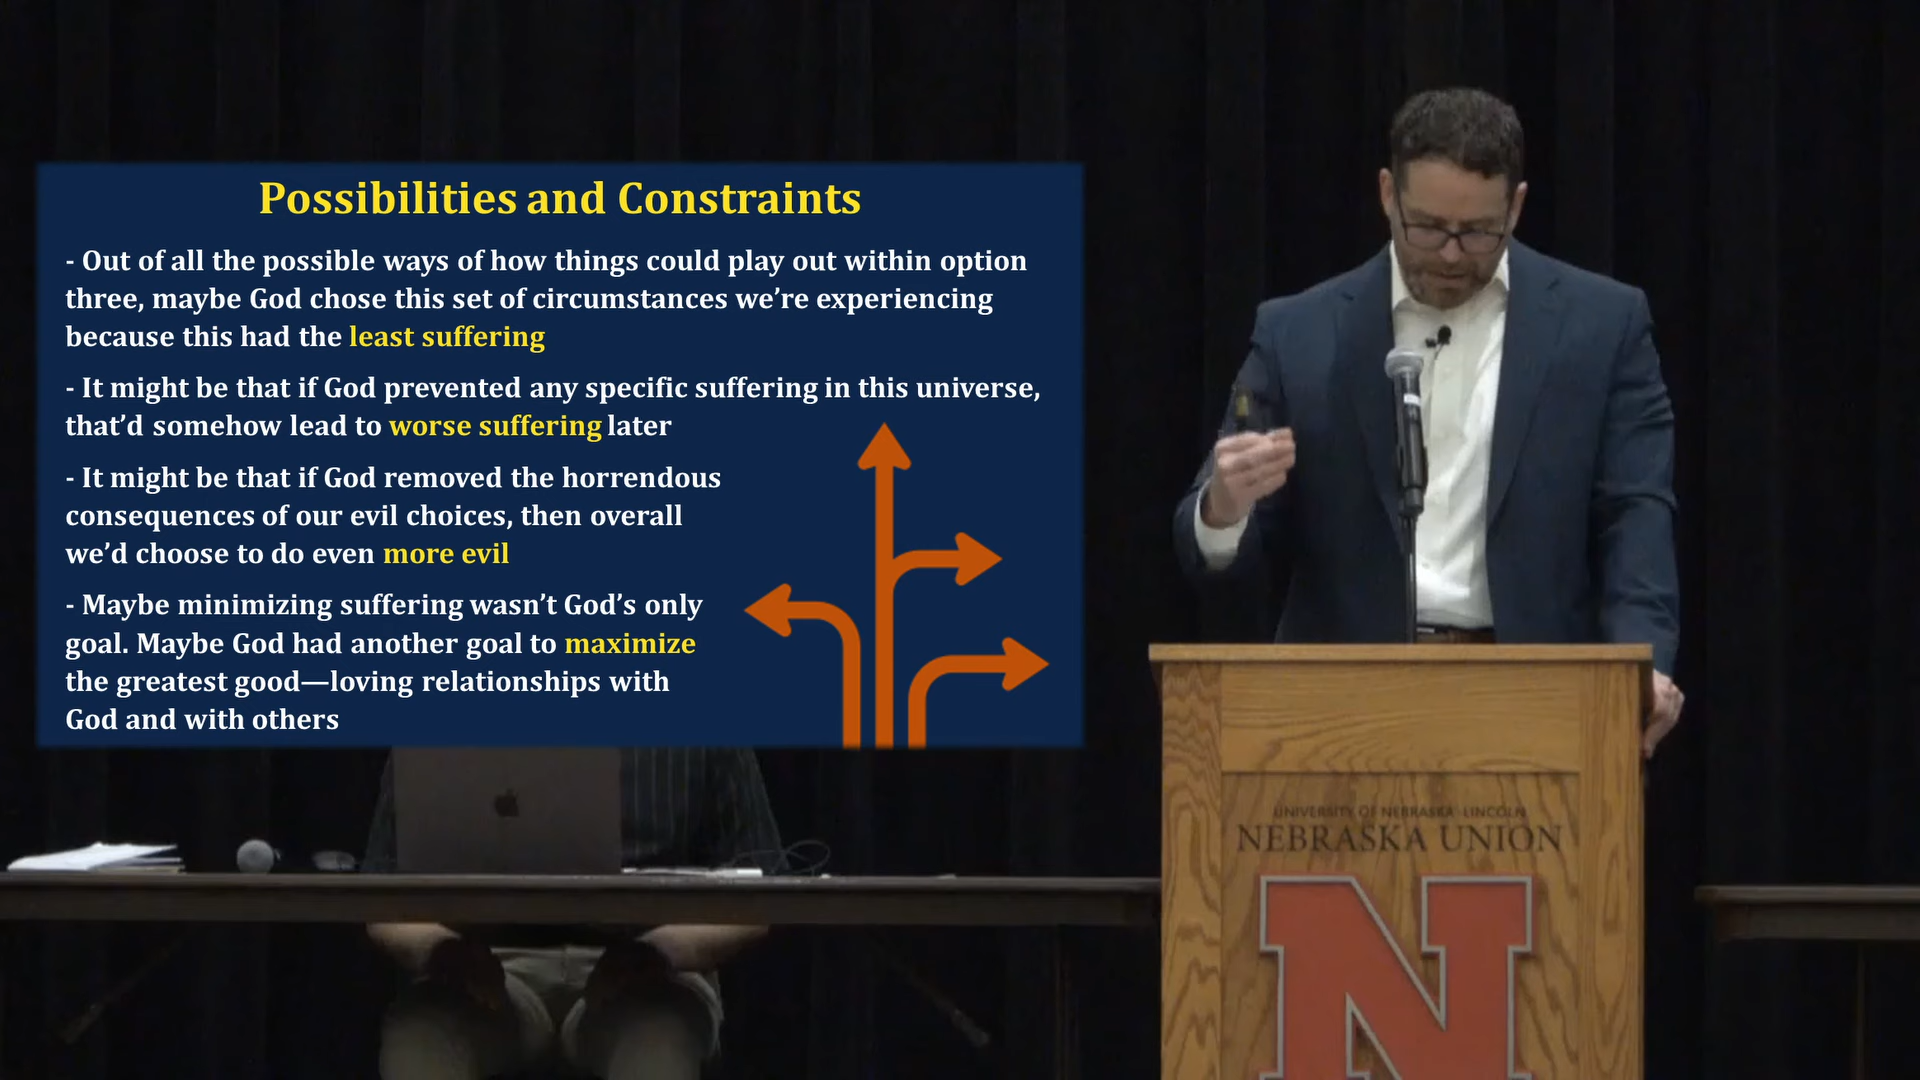 Possibilities and Constraints
- Out of all the possible ways of how things could play out within option
three, maybe God chose this set of circumstances we’re experiencing
because this had the least suffering
- It might be that if God prevented any specific suffering in this universe,
that’d somehow lead to worse suffering later
- It might be that if God removed the horrendous
consequences of our evil choices, then overall
we’d choose to do even more evil
- Maybe minimizing suffering wasn’t God’s only
goal. Maybe God had another goal to maximize
the greatest good—loving relationships with
God and with others
UNIVERSITY OF NEBRASKA-LINCOLN
NEBRASKA UNION
N